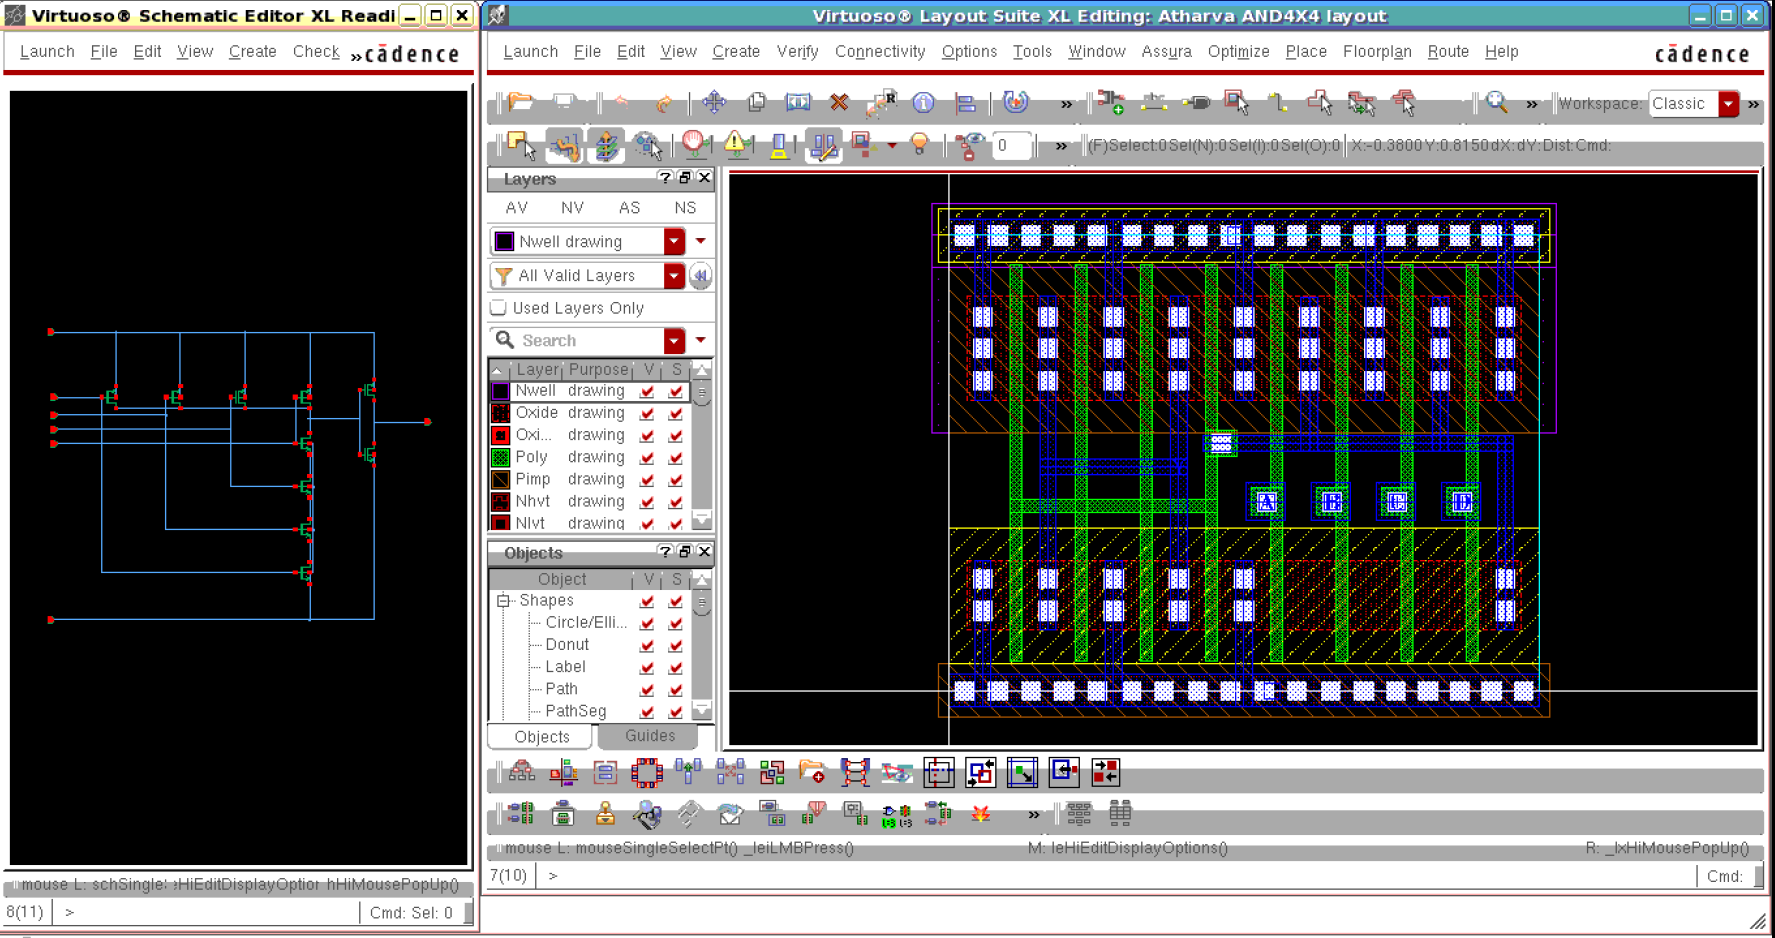 Virtuoso® Schematic Editor XL Readi
Launch File Edit View Create Check » cādence
mouse L: schSingle: :HiEditDisplayOptior hHiMousePopUp()
8(11) > Cmd: Sel: 0
Virtuoso® Layout Suite XL Editing: Atharva AND4X4 layout
Launch File Edit View Create Verify Connectivity Options Tools Window Assura Optimize Place Floorplan Route Help cādence
» » Workspace: Classic »
0 » (F)Select:0 Sel(N):0 Sel(I):0 Sel(O):0 X:-0.3800 Y:0.8150 dX: dY: Dist: Cmd:
Layers ?
AV NV AS NS
Nwell drawing
All Valid Layers
Used Layers Only
Search
Layer Purpose V S
Nwell drawing
Oxide drawing
Oxi... drawing
Poly drawing
Pimp drawing
Nhvt drawing
Nlvt drawing
Objects ?
Object V S
Shapes
Circle/Elli...
Donut
Label
Path
PathSeg
Objects Guides
mouse L: mouseSingleSelectPt() _leiLMBPress() M: leHiEditDisplayOptions() R: _lxHiMousePopUp()
7(10) > Cmd: